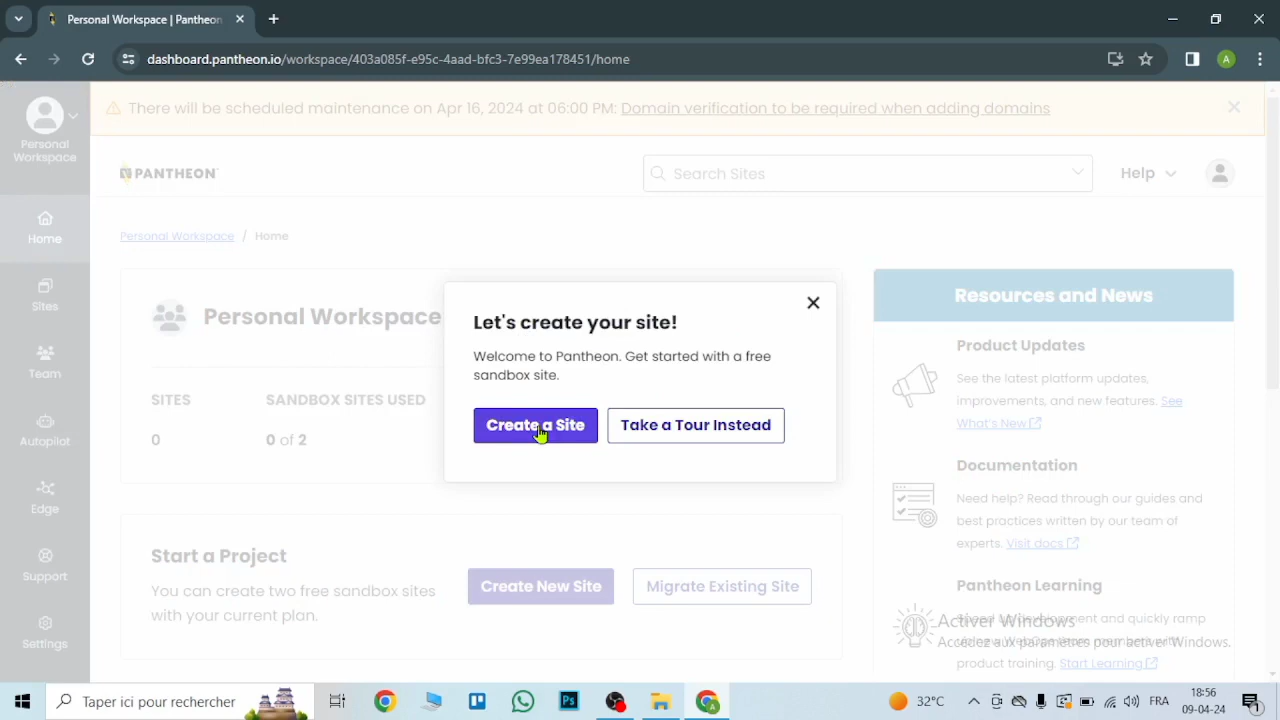 Personal Workspace | Pantheon
dashboard.pantheon.io/workspace/403a085f-e95c-4aad-bfc3-7e99ea178451/home
A
There will be scheduled maintenance on Apr 16, 2024 at 06:00 PM: Domain verification to be required when adding domains
Personal
Workspace
PANTHEON
Search Sites
Help
Home
Personal Workspace / Home
Sites
Team
Autopilot
Edge
Support
Settings
Personal Workspace
SITES
SANDBOX SITES USED
0
0 of 2
Let's create your site!
Welcome to Pantheon. Get started with a free
sandbox site.
Create a Site
Take a Tour Instead
Start a Project
You can create two free sandbox sites
with your current plan.
Create New Site
Migrate Existing Site
Resources and News
Product Updates
See the latest platform updates,
improvements, and new features. See
What's New
Documentation
Need help? Read through our guides and
best practices written by our team of
experts. Visit docs
Pantheon Learning
development and quickly ramp
product training. Start Learning
Activer Windows
Accédez aux paramètres pour activer Windows.
Taper ici pour rechercher
Ps
A
32°C
FRA
18:56
09-04-24
1